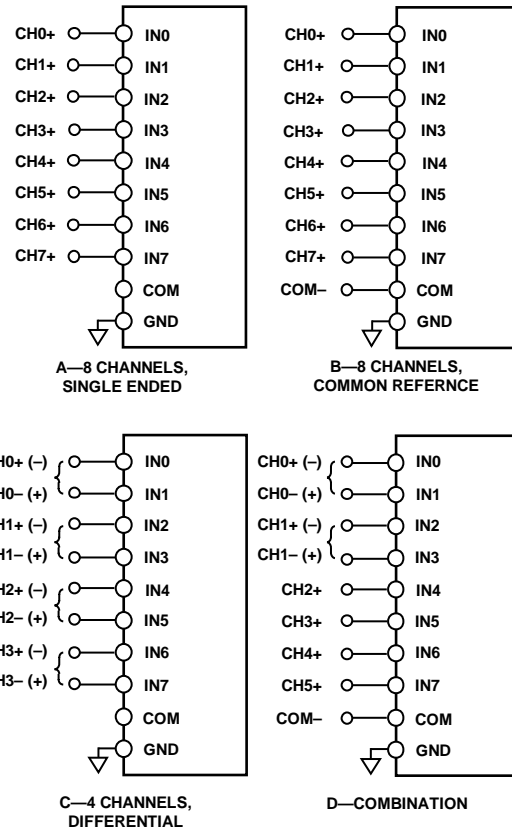 CH0+ IN0
CH1+ IN1
CH2+ IN2
CH3+ IN3
CH4+ IN4
CH5+ IN5
CH6+ IN6
CH7+ IN7
COM
GND
A—8 CHANNELS,
SINGLE ENDED
CH0+ IN0
CH1+ IN1
CH2+ IN2
CH3+ IN3
CH4+ IN4
CH5+ IN5
CH6+ IN6
CH7+ IN7
COM– COM
GND
B—8 CHANNELS,
COMMON REFERNCE
H0+ (–) IN0
H0– (+) IN1
H1+ (–) IN2
H1– (+) IN3
H2+ (–) IN4
H2– (+) IN5
H3+ (–) IN6
H3– (+) IN7
COM
GND
C—4 CHANNELS,
DIFFERENTIAL
CH0+ (–) IN0
CH0– (+) IN1
CH1+ (–) IN2
CH1– (+) IN3
CH2+ IN4
CH3+ IN5
CH4+ IN6
CH5+ IN7
COM– COM
GND
D—COMBINATION